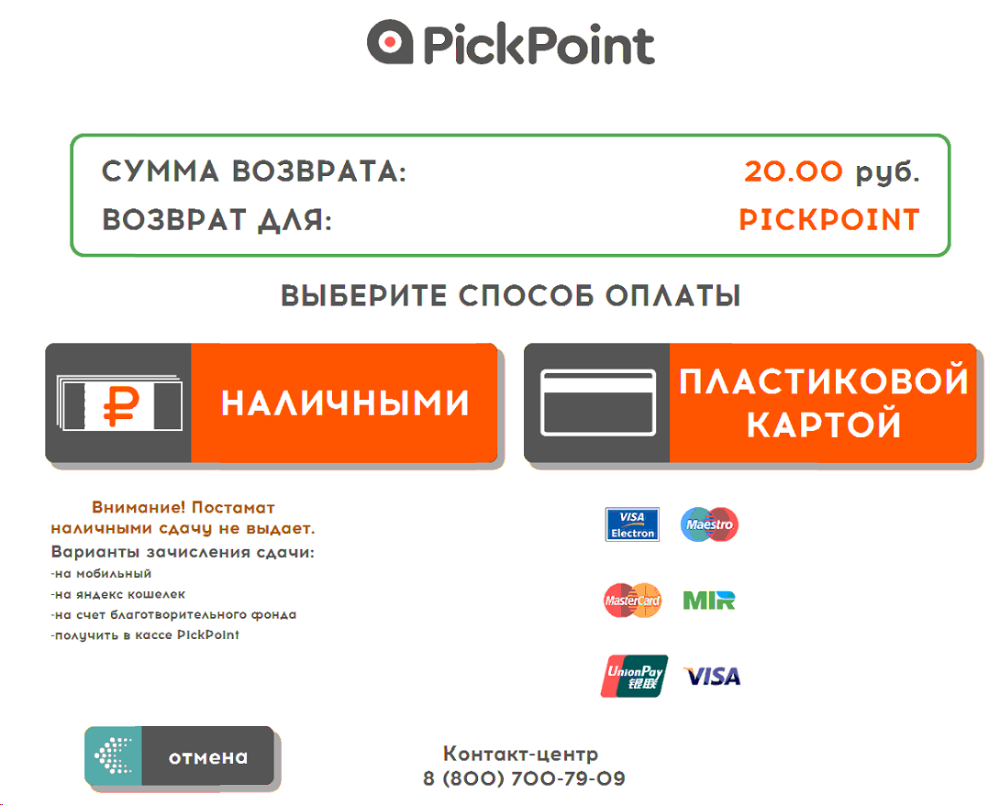 PickPoint
СУММА ВОЗВРАТА: 20.00 руб.
ВОЗВРАТ ДЛЯ: PICKPOINT
ВЫБЕРИТЕ СПОСОБ ОПЛАТЫ
НАЛИЧНЫМИ
ПЛАСТИКОВОЙ
КАРТОЙ
Внимание! Постамат
наличными сдачу не выдает.
Варианты зачисления сдачи:
-на мобильный
-на яндекс кошелек
-на счет благотворительного фонда
-получить в кассе PIckPoint
VISA
Electron
Maestro
MasterCard
MIR
UnionPay
银联
VISA
отмена
Контакт-центр
8 (800) 700-79-09